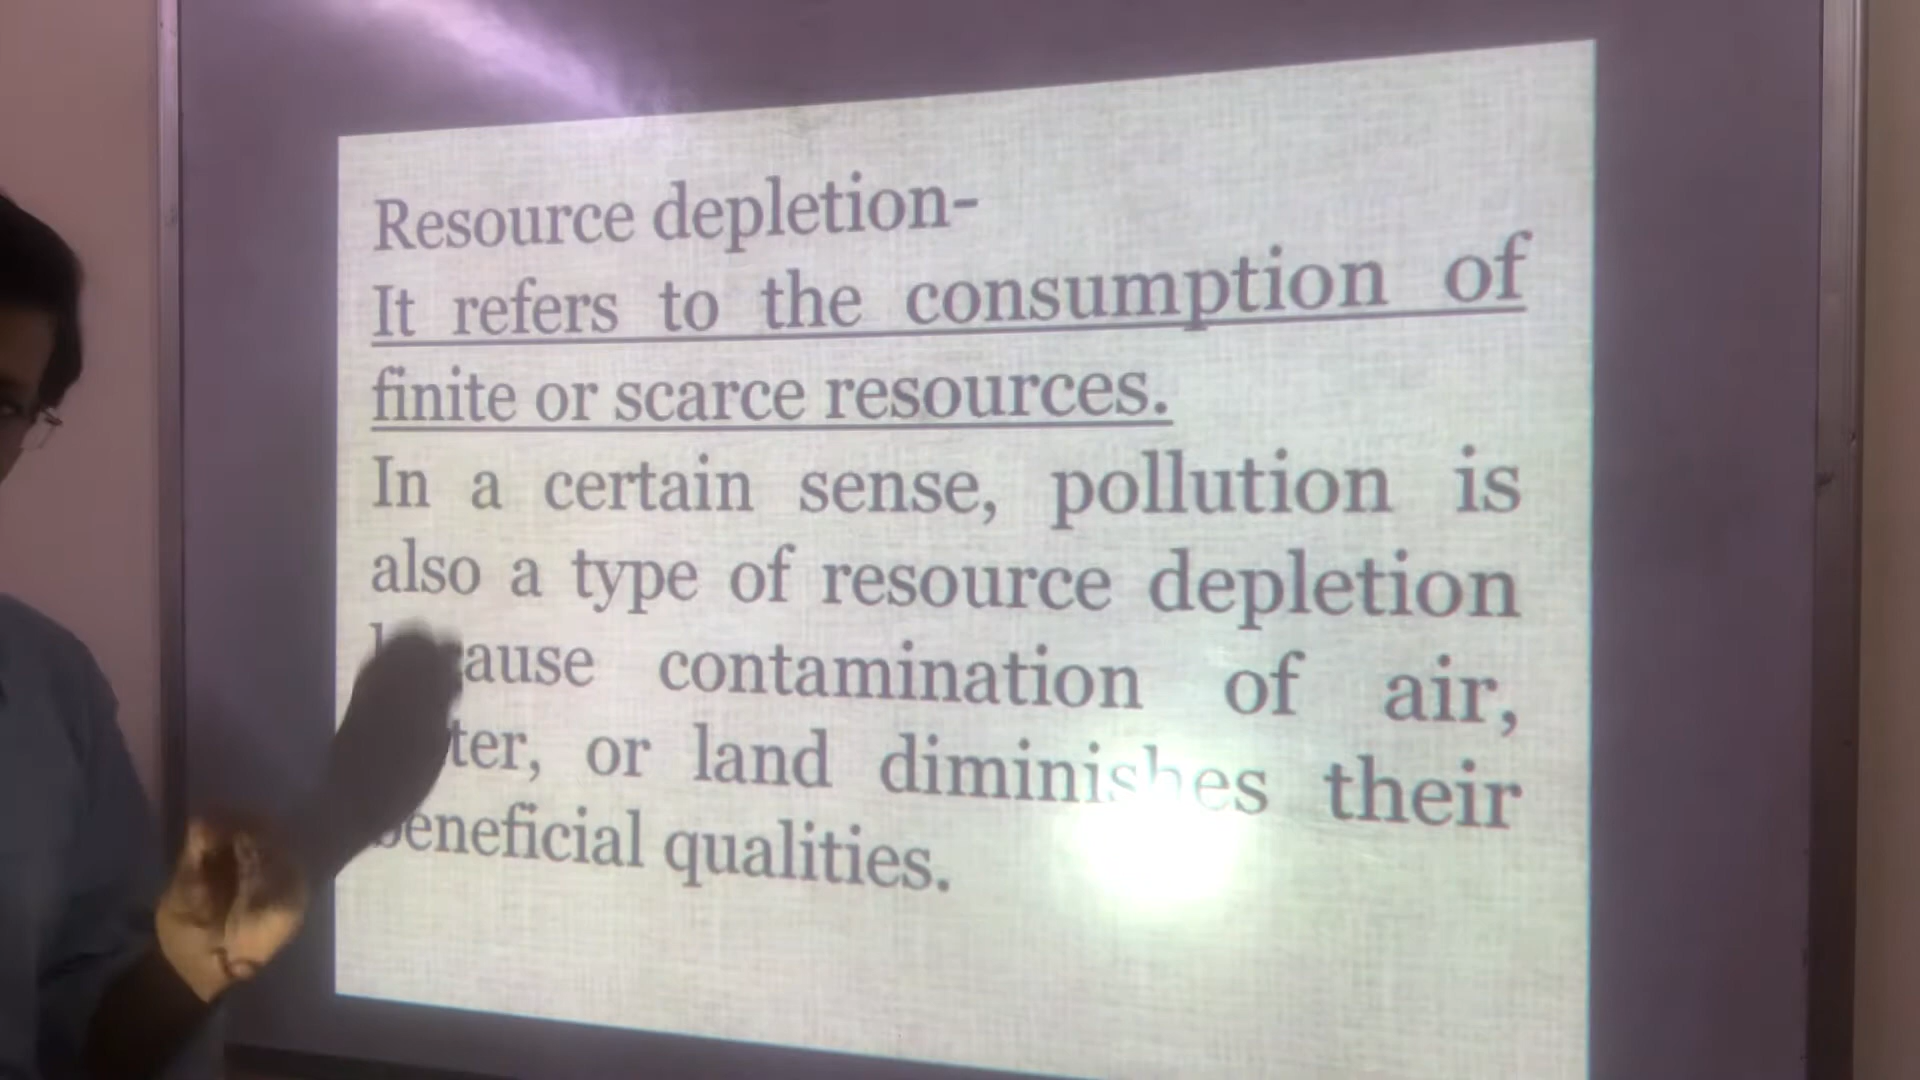 Resource depletion-
It refers to the consumption of
finite or scarce resources.
In a certain sense, pollution is
also a type of resource depletion
contamination of air,
or land diminishes their
beneficial qualities.